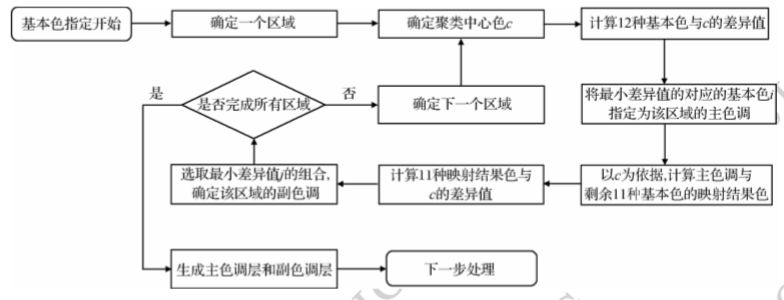 基本色指定开始
确定一个区域
确定聚类中心色c
计算12种基本色与c的差异值
将最小差异值的对应的基本色i
指定为该区域的主色调
以c为依据,计算主色调与
剩余11种基本色的映射结果色
计算11种映射结果色与
c的差异值
选取最小差异值j的组合,
确定该区域的副色调
是否完成所有区域
否
确定下一个区域
是
生成主色调层和副色调层
下一步处理